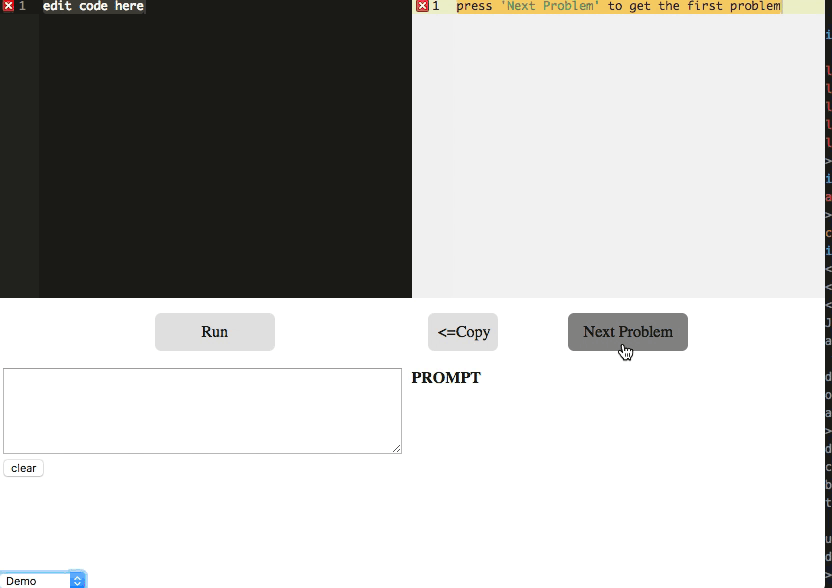 1 edit code here
1 press 'Next Problem' to get the first problem
Run
<=Copy
Next Problem
PROMPT
clear
Demo